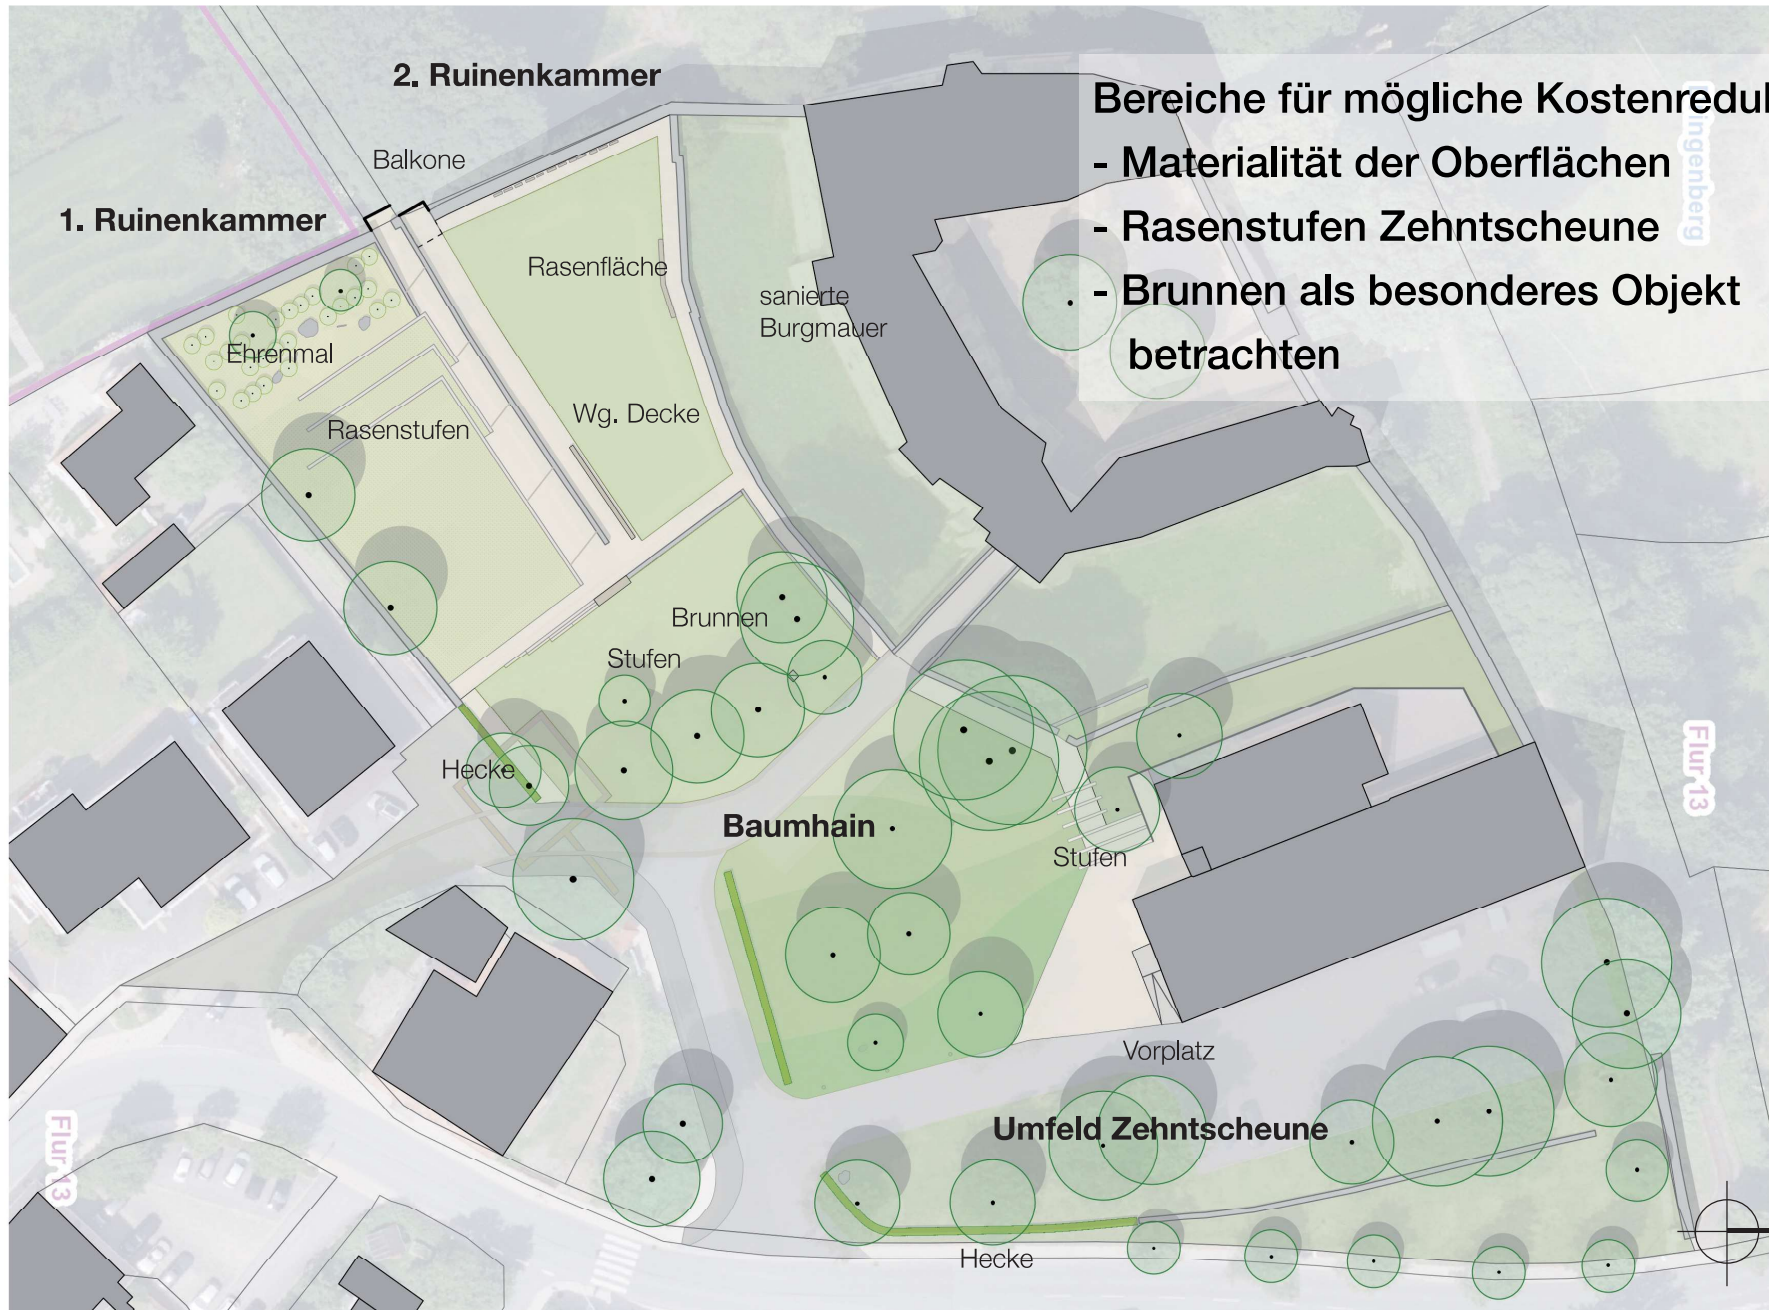 2. Ruinenkammer
Bereiche für mögliche Kostenreduk
- Materialität der Oberflächen
- Rasenstufen Zehntscheune
- Brunnen als besonderes Objekt
betrachten
Balkone
1. Ruinenkammer
Rasenfläche
sanierte
Burgmauer
Ehrenmal
Wg. Decke
Rasenstufen
Brunnen
Stufen
Hecke
Baumhain
Stufen
Vorplatz
Umfeld Zehntscheune
Hecke
Flur 13
Flur 13